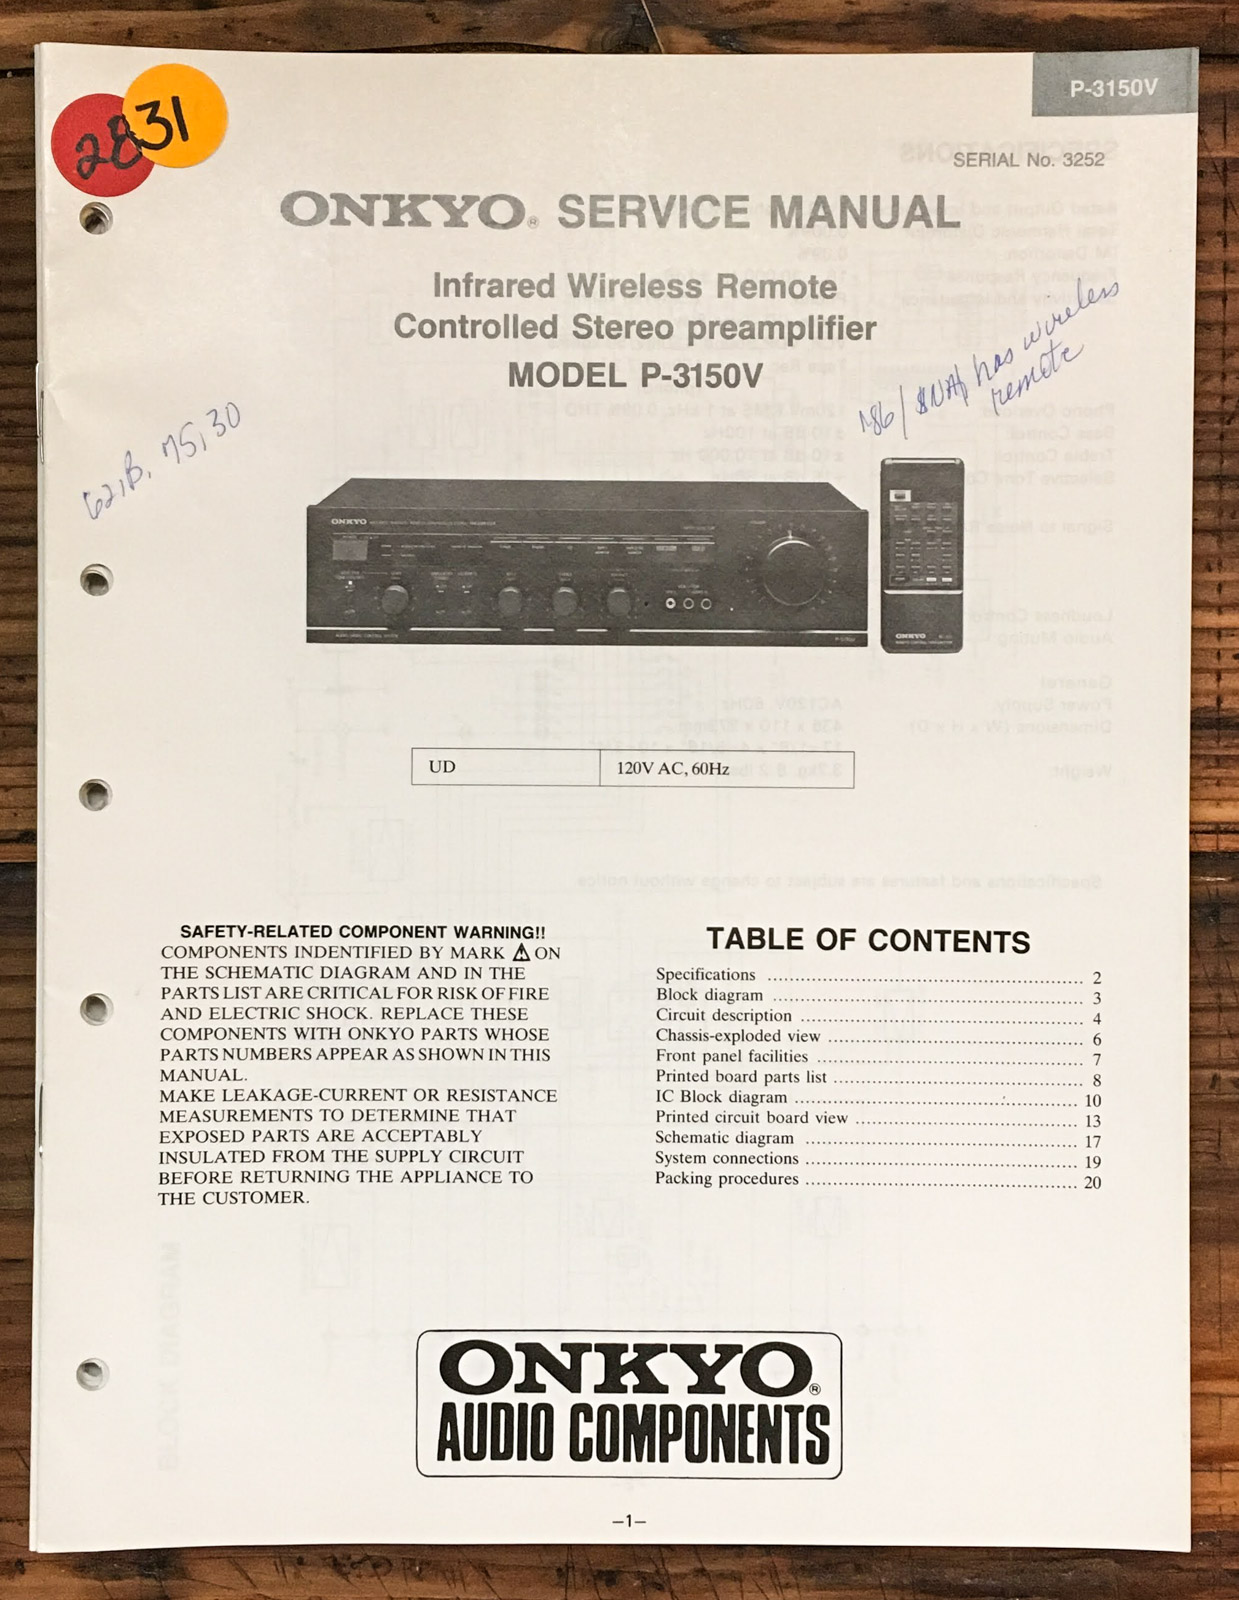 2831
P-3150V
SERIAL No. 3252
ONKYO® SERVICE MANUAL
Infrared Wireless Remote
Controlled Stereo preamplifier
MODEL P-3150V
has wireless
remote
75, 30
ONKYO
ONKYO
UD 120V AC, 60Hz
SAFETY-RELATED COMPONENT WARNING!!
COMPONENTS INDENTIFIED BY MARK ⚠ ON
THE SCHEMATIC DIAGRAM AND IN THE
PARTS LIST ARE CRITICAL FOR RISK OF FIRE
AND ELECTRIC SHOCK. REPLACE THESE
COMPONENTS WITH ONKYO PARTS WHOSE
PARTS NUMBERS APPEAR AS SHOWN IN THIS
MANUAL.
MAKE LEAKAGE-CURRENT OR RESISTANCE
MEASUREMENTS TO DETERMINE THAT
EXPOSED PARTS ARE ACCEPTABLY
INSULATED FROM THE SUPPLY CIRCUIT
BEFORE RETURNING THE APPLIANCE TO
THE CUSTOMER.
TABLE OF CONTENTS
Specifications 2
Block diagram 3
Circuit description 4
Chassis-exploded view 6
Front panel facilities 7
Printed board parts list 8
IC Block diagram 10
Printed circuit board view 13
Schematic diagram 17
System connections 19
Packing procedures 20
ONKYO®
AUDIO COMPONENTS
—1—